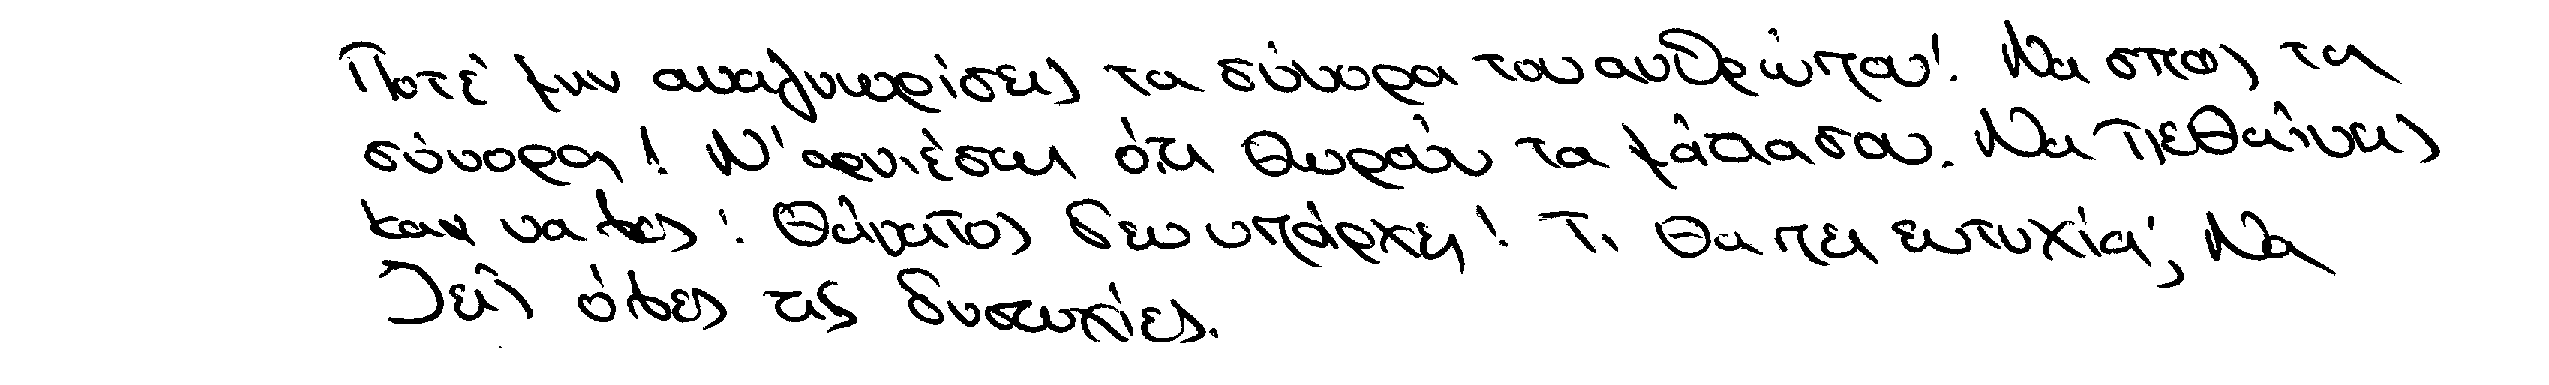 Ποτέ μην αναγνωρίσεις τα σύνορα του ανθρώπου! Να σπας τα
σύνορα! Ν' αρνιέσαι ό,τι θωρούν τα μάτια σου. Να πεθαίνεις
και να λες: Θάνατος δεν υπάρχει! Τι θα πει ευτυχία; Να
ζεις όλες τις δυστυχίες.